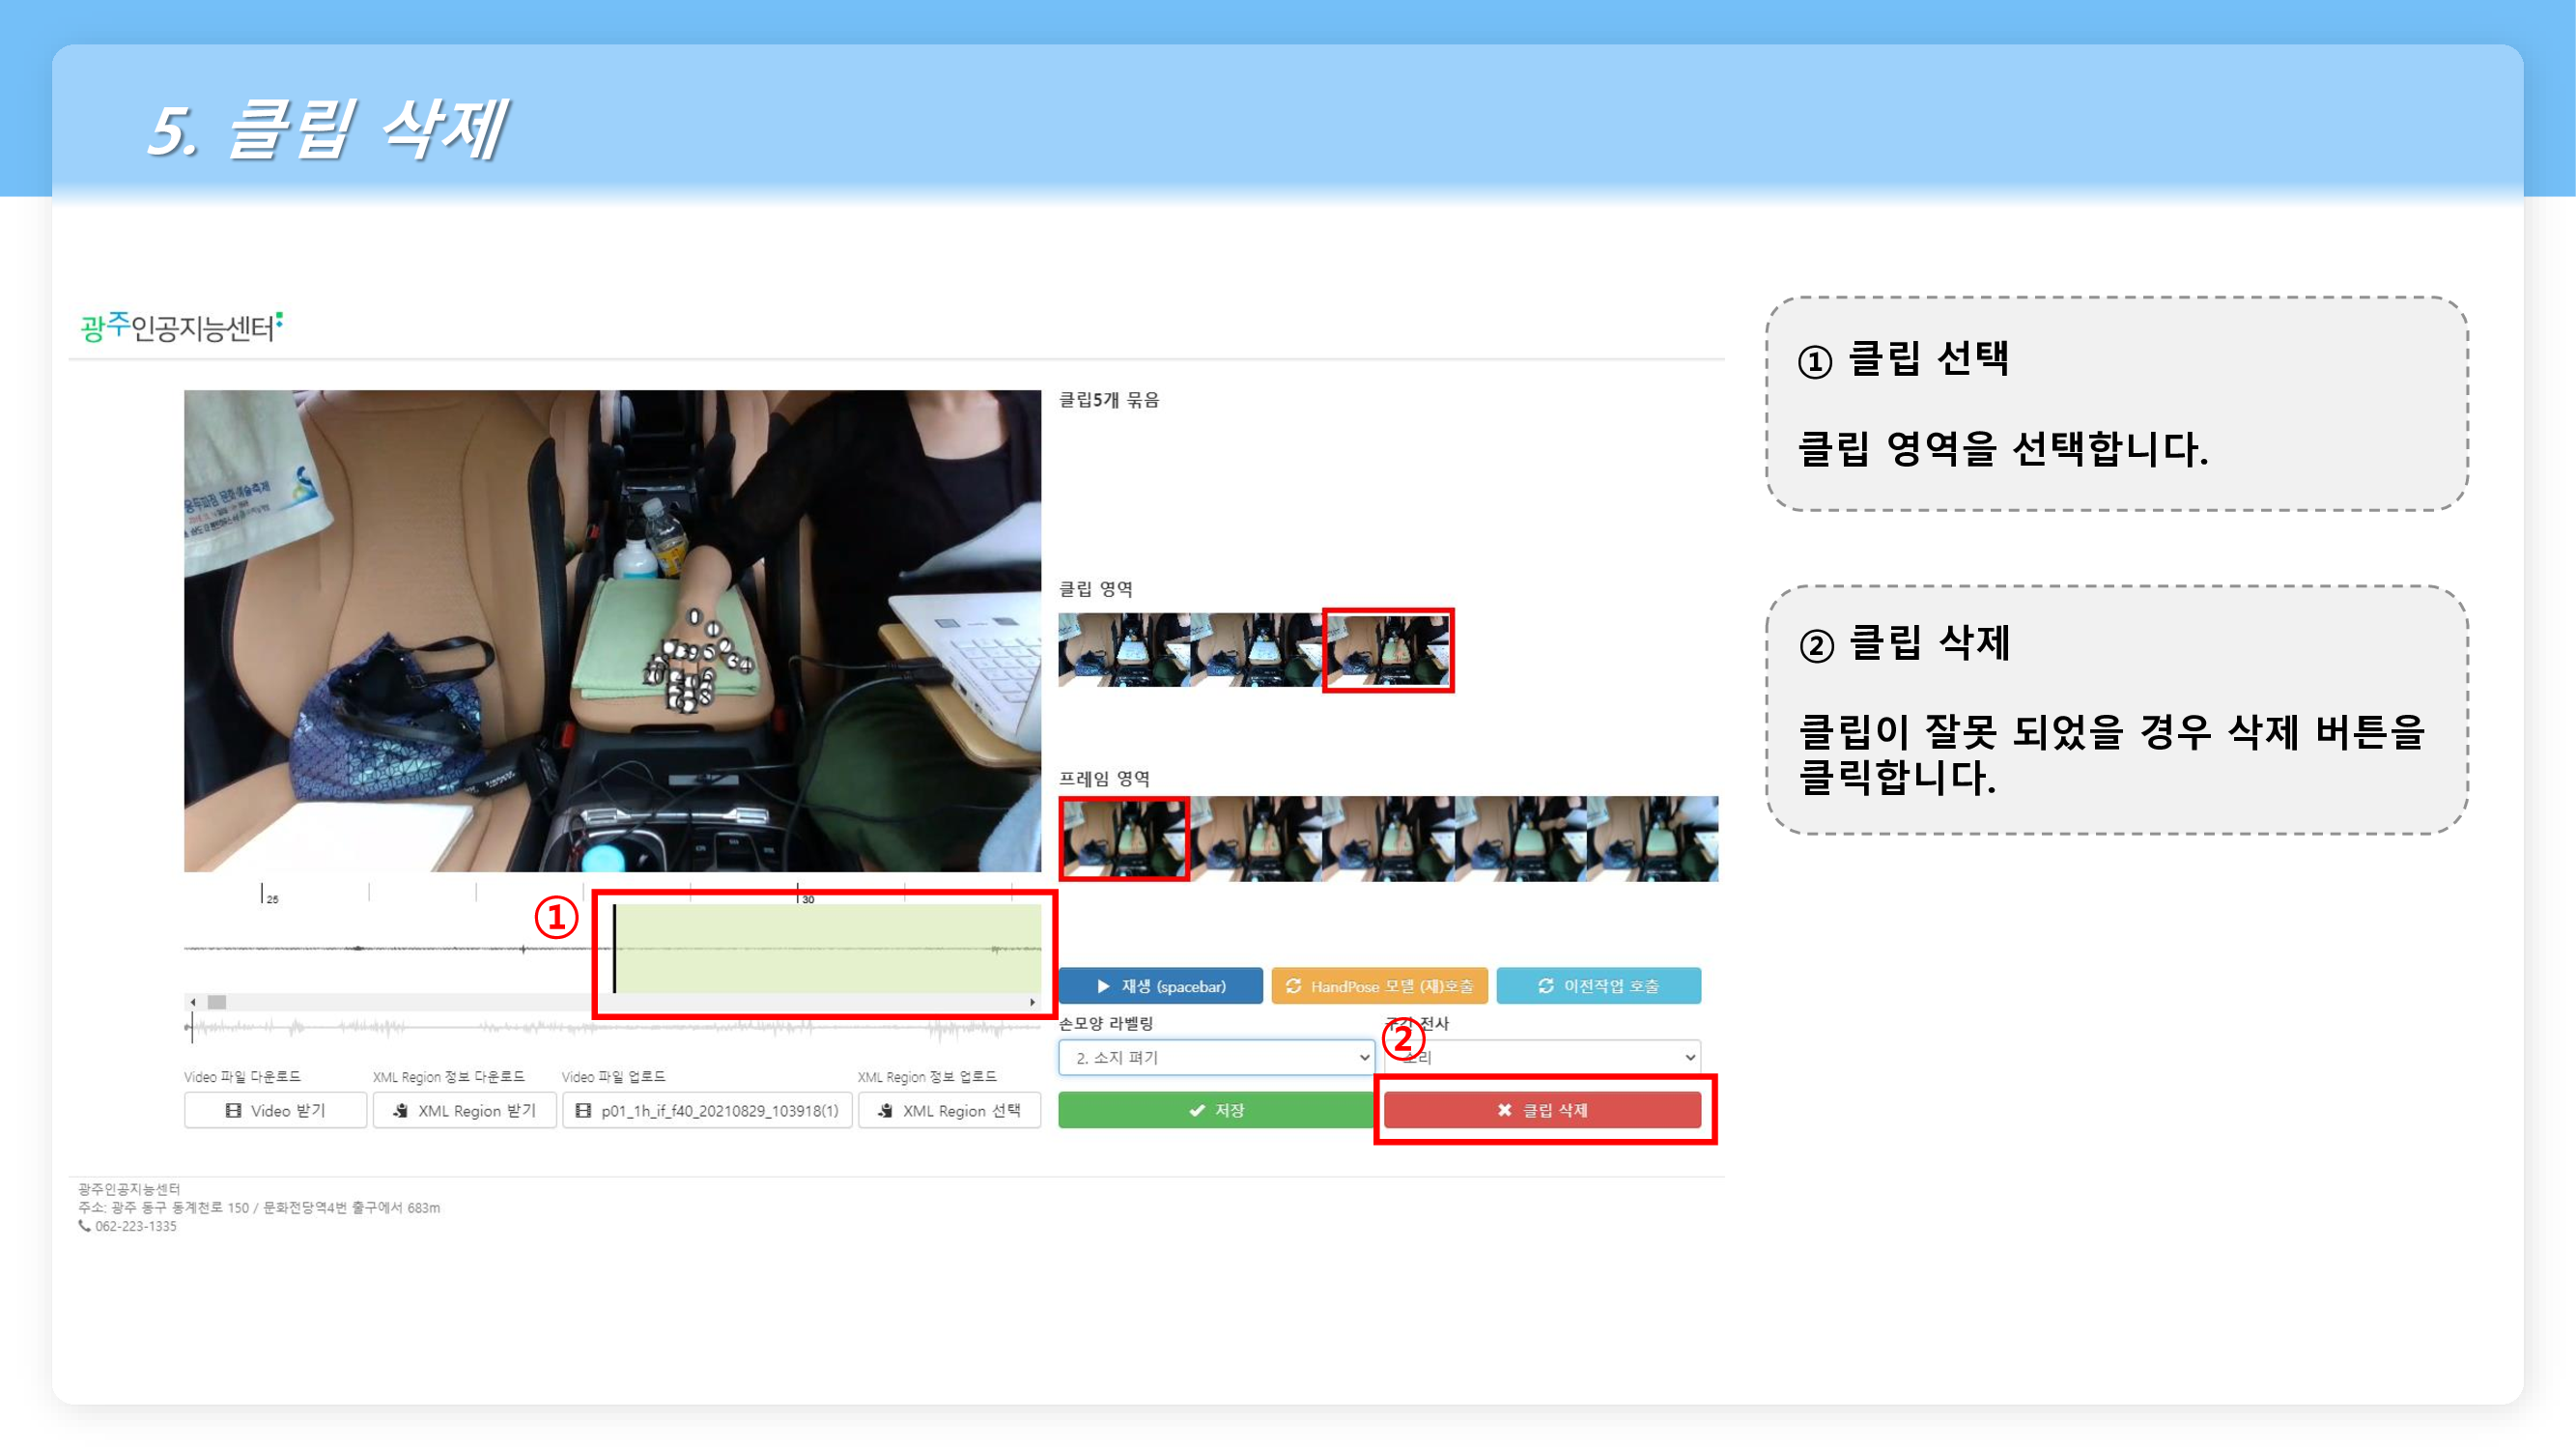 5. 클립 삭제
광주인공지능센터
클립5개 묶음
클립 영역
프레임 영역
25
30
①
재생 (spacebar)
HandPose 모델 (재)호출
이전작업 호출
손모양 라벨링
전사
②
2. 소지 펴기
Video 파일 다운로드
XML Region 정보 다운로드
Video 파일 업로드
XML Region 정보 업로드
Video 받기
XML Region 받기
p01_1h_if_f40_20210829_103918(1)
XML Region 선택
저장
클립 삭제
광주인공지능센터
주소: 광주 동구 동계천로 150 / 문화전당역4번 출구에서 683m
062-223-1335
① 클립 선택
클립 영역을 선택합니다.
② 클립 삭제
클립이 잘못 되었을 경우 삭제 버튼을
클릭합니다.